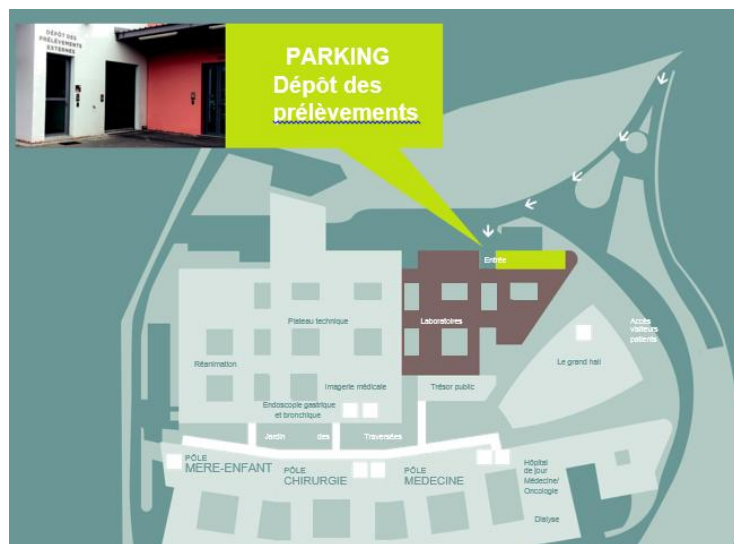 DÉPÔT DES
PRÉLÈVEMENTS
EXTERNES
PARKING
Dépôt des
prélèvements
Entrée
Plateau technique
Laboratoires
Accès
visiteurs
patients
Réanimation
Le grand hall
Imagerie médicale
Trésor public
Endoscopie gastrique
et bronchique
Jardin des Traversées
PÔLE
MERE-ENFANT
PÔLE
CHIRURGIE
PÔLE
MEDECINE
Hôpital
de jour
Médecine/
Oncologie
Dialyse